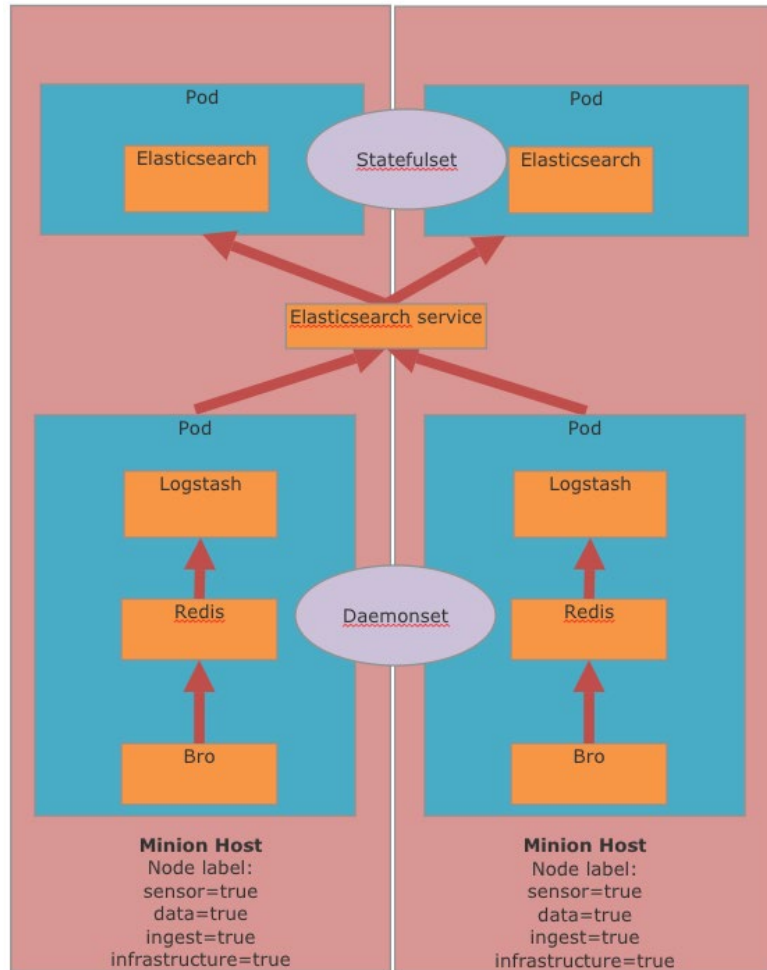 Pod
Pod
Elasticsearch
Statefulset
Elasticsearch
Elasticsearch service
Pod
Pod
Logstash
Logstash
Redis
Daemonset
Redis
Bro
Bro
Minion Host
Node label:
sensor=true
data=true
ingest=true
infrastructure=true
Minion Host
Node label:
sensor=true
data=true
ingest=true
infrastructure=true